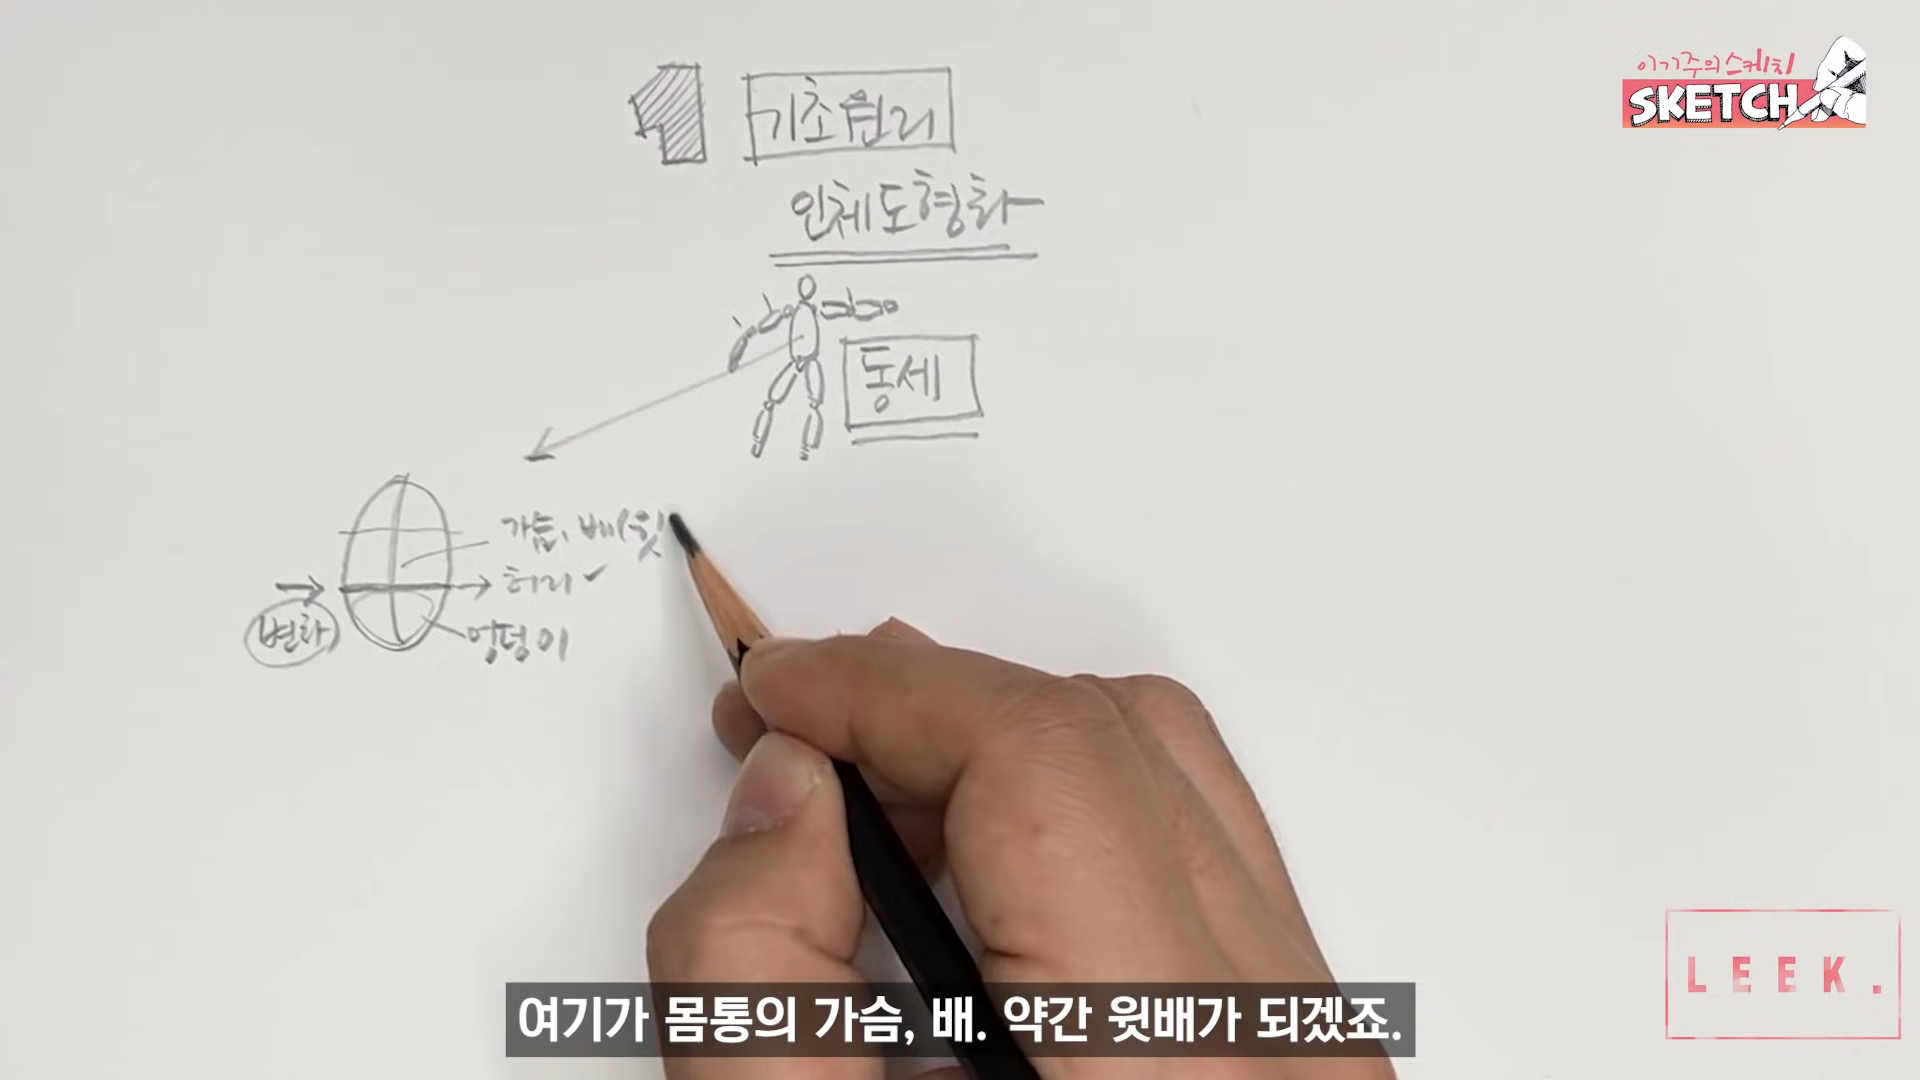 이기주의스케치
SKETCH
1 기초원리
인체도형화
동세
가슴, 배(윗
허리
변화
엉덩이
여기가 몸통의 가슴, 배. 약간 윗배가 되겠죠.
LEEK.